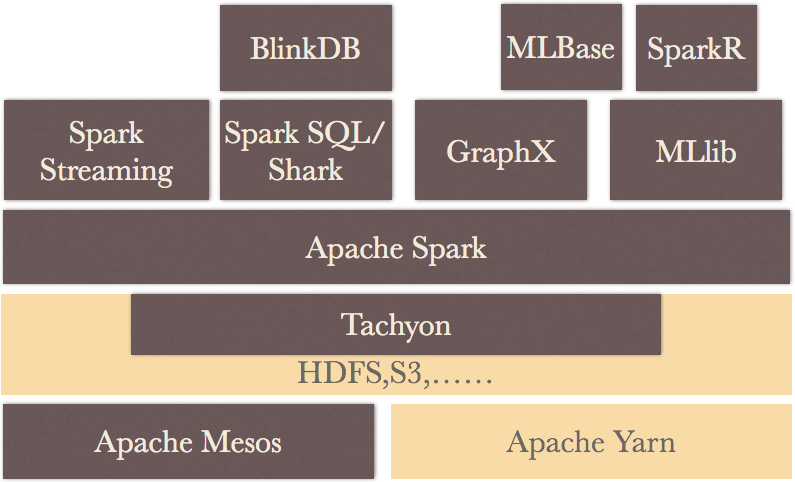 BlinkDB
MLBase
SparkR
Spark
Streaming
Spark SQL/
Shark
GraphX
MLlib
Apache Spark
Tachyon
HDFS,S3,……
Apache Mesos
Apache Yarn